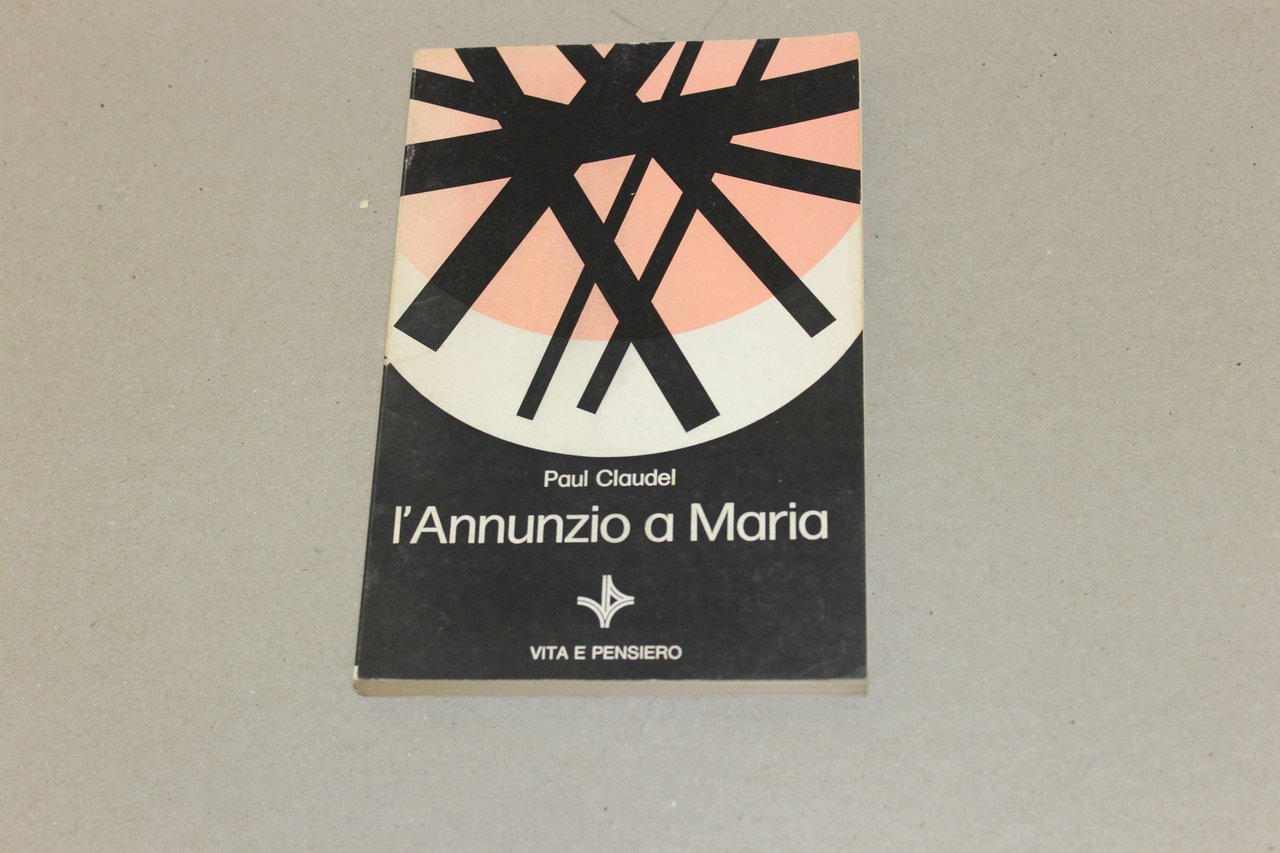 Paul Claudel
l'Annunzio a Maria
VITA E PENSIERO